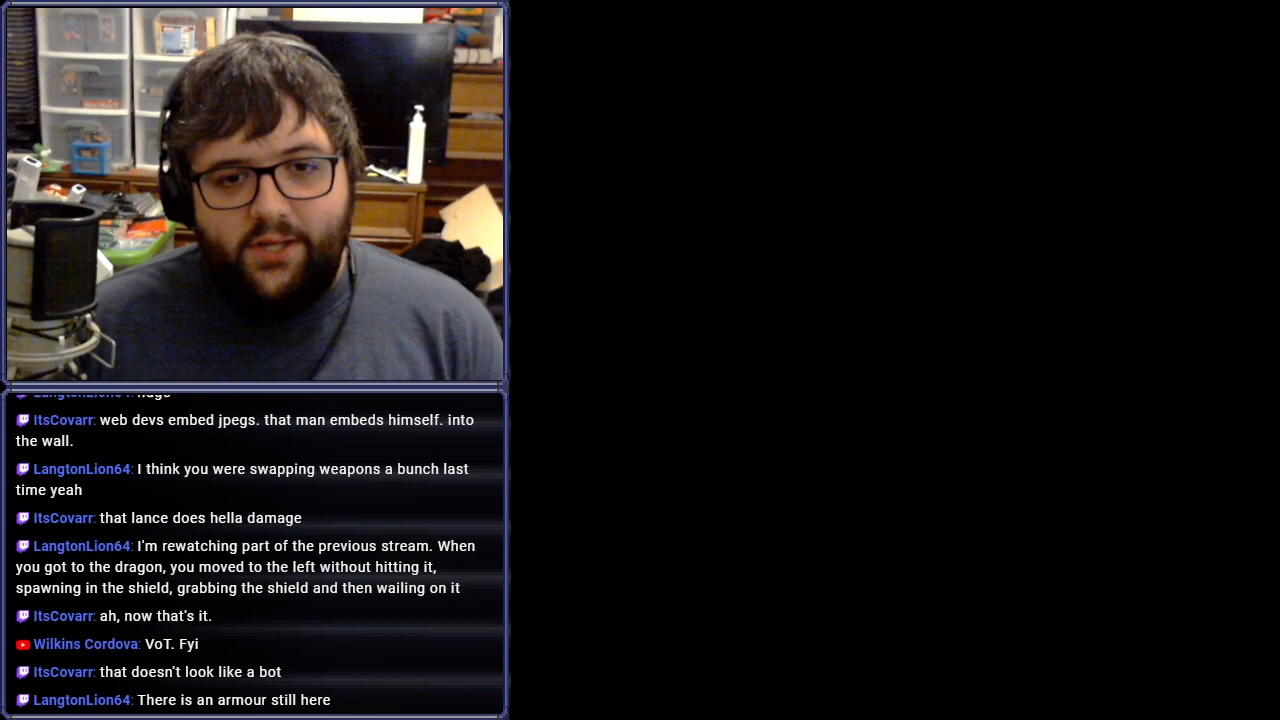 ItsCovarr: web devs embed jpegs. that man embeds himself. into
the wall.
LangtonLion64: I think you were swapping weapons a bunch last
time yeah
ItsCovarr: that lance does hella damage
LangtonLion64: I'm rewatching part of the previous stream. When
you got to the dragon, you moved to the left without hitting it,
spawning in the shield, grabbing the shield and then wailing on it
ItsCovarr: ah, now that's it.
Wilkins Cordova: VoT. Fyi
ItsCovarr: that doesn't look like a bot
LangtonLion64: There is an armour still here